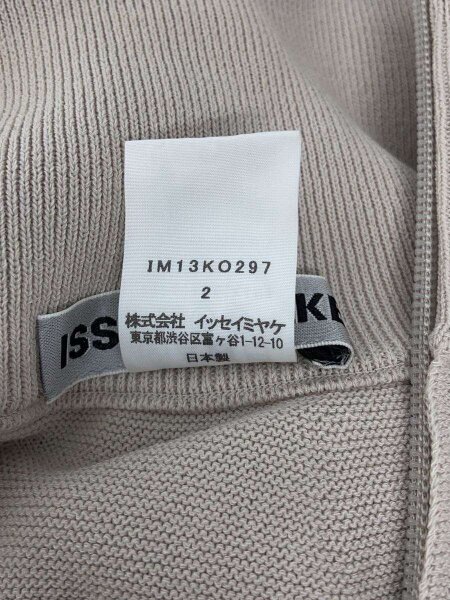 IM13KO297
2
ISS KE
株式会社 イッセイミヤケ
東京都渋谷区富ヶ谷1-12-10
日本製